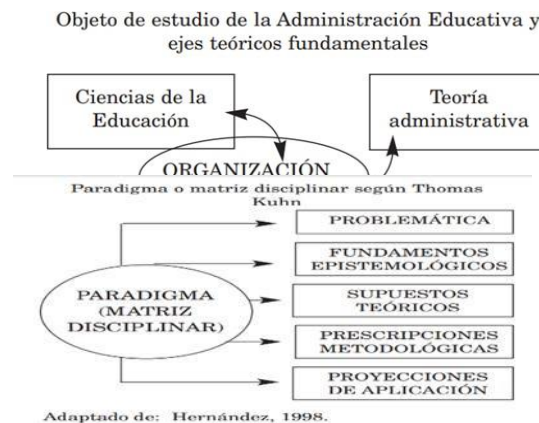 Objeto de estudio de la Administración Educativa y
ejes teóricos fundamentales
Ciencias de la
Educación
Teoría
administrativa
ORGANIZACIÓN
Paradigma o matriz disciplinar según Thomas
Kuhn
PARADIGMA
(MATRIZ
DISCIPLINAR)
PROBLEMÁTICA
FUNDAMENTOS
EPISTEMOLÓGICOS
SUPUESTOS
TEÓRICOS
PRESCRIPCIONES
METODOLÓGICAS
PROYECCIONES
DE APLICACIÓN
Adaptado de: Hernández, 1998.